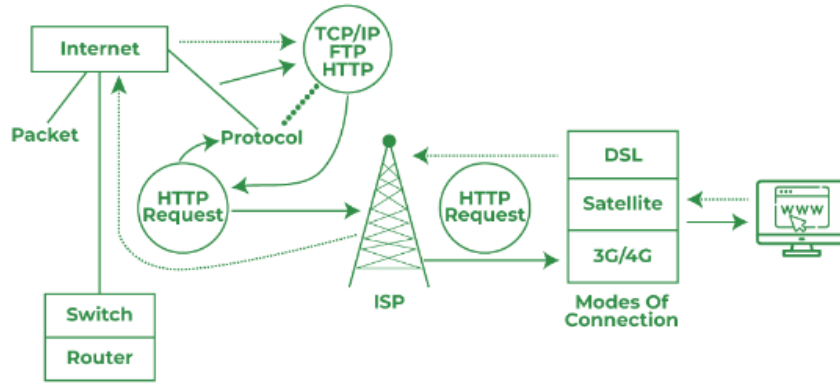 Internet
TCP/IP
FTP
HTTP
Packet
Protocol
HTTP
Request
HTTP
Request
DSL
Satellite
3G/4G
WWW
ISP
Modes Of
Connection
Switch
Router